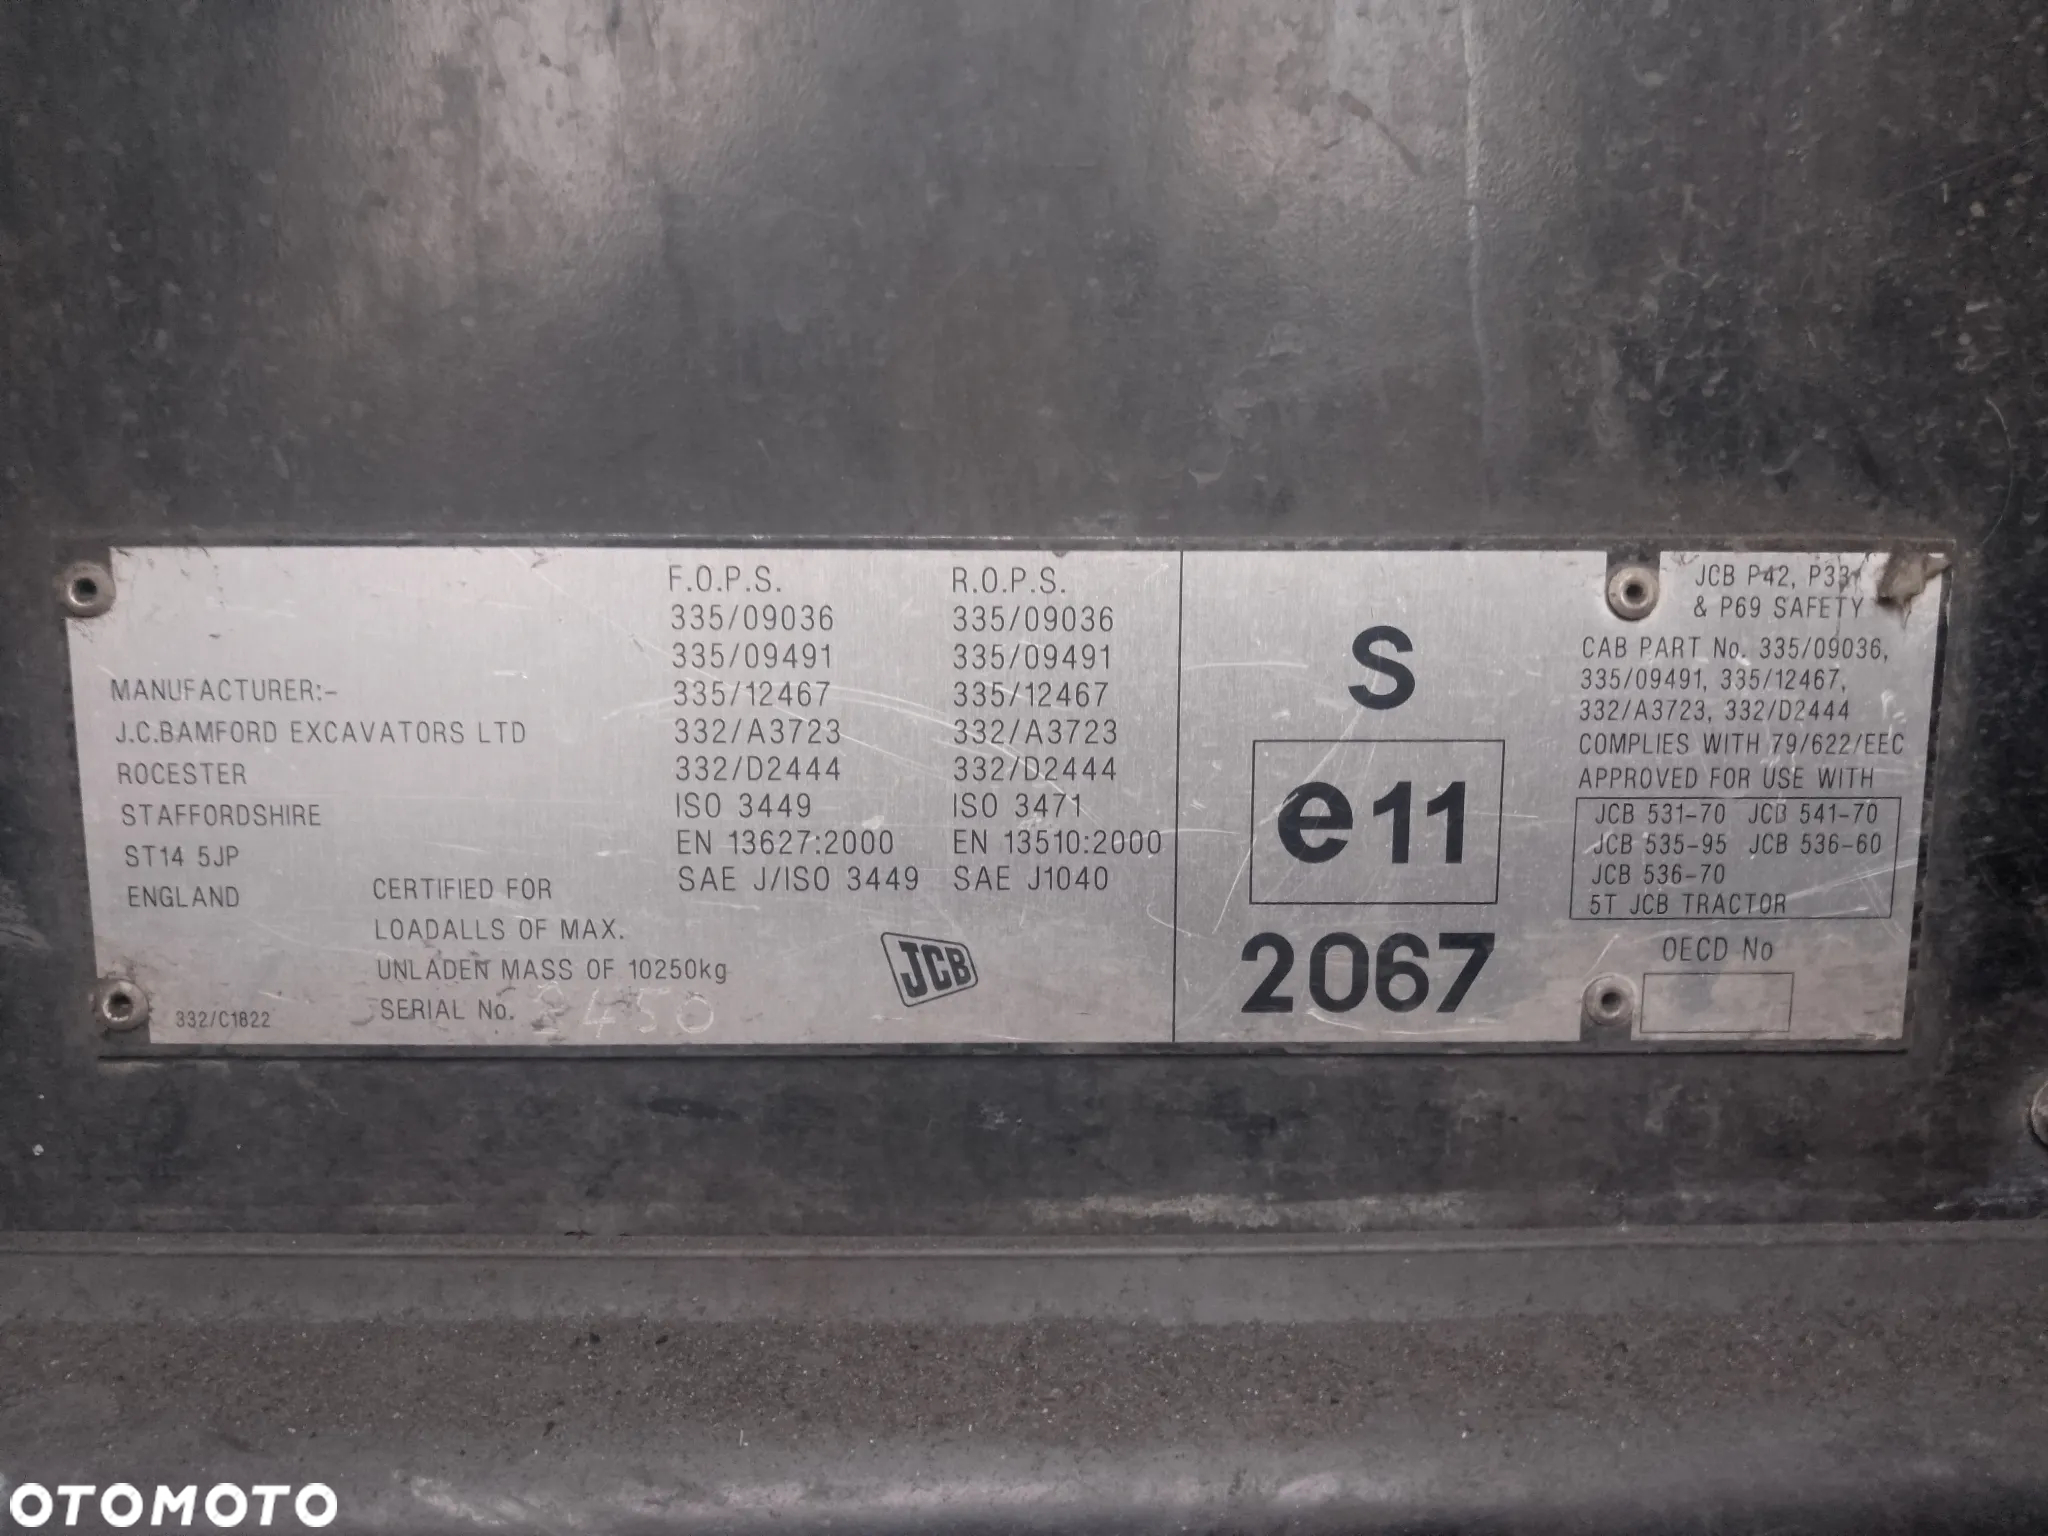 MANUFACTURER:-
J.C.BAMFORD EXCAVATORS LTD
ROCESTER
STAFFORDSHIRE
ST14 5JP
ENGLAND
332/C1822
CERTIFIED FOR
LOADALLS OF MAX.
UNLADEN MASS OF 10250kg
SERIAL No.
F.O.P.S.
335/09036
335/09491
335/12467
332/A3723
332/D2444
ISO 3449
EN 13627:2000
SAE J/ISO 3449
R.O.P.S.
335/09036
335/09491
335/12467
332/A3723
332/D2444
ISO 3471
EN 13510:2000
SAE J1040
JCB
S
e11
2067
JCB P42, P33
& P69 SAFETY
CAB PART No. 335/09036,
335/09491, 335/12467,
332/A3723, 332/D2444
COMPLIES WITH 79/622/EEC
APPROVED FOR USE WITH
JCB 531-70 JCB 541-70
JCB 535-95 JCB 536-60
JCB 536-70
5T JCB TRACTOR
OECD No
OTOMOTO